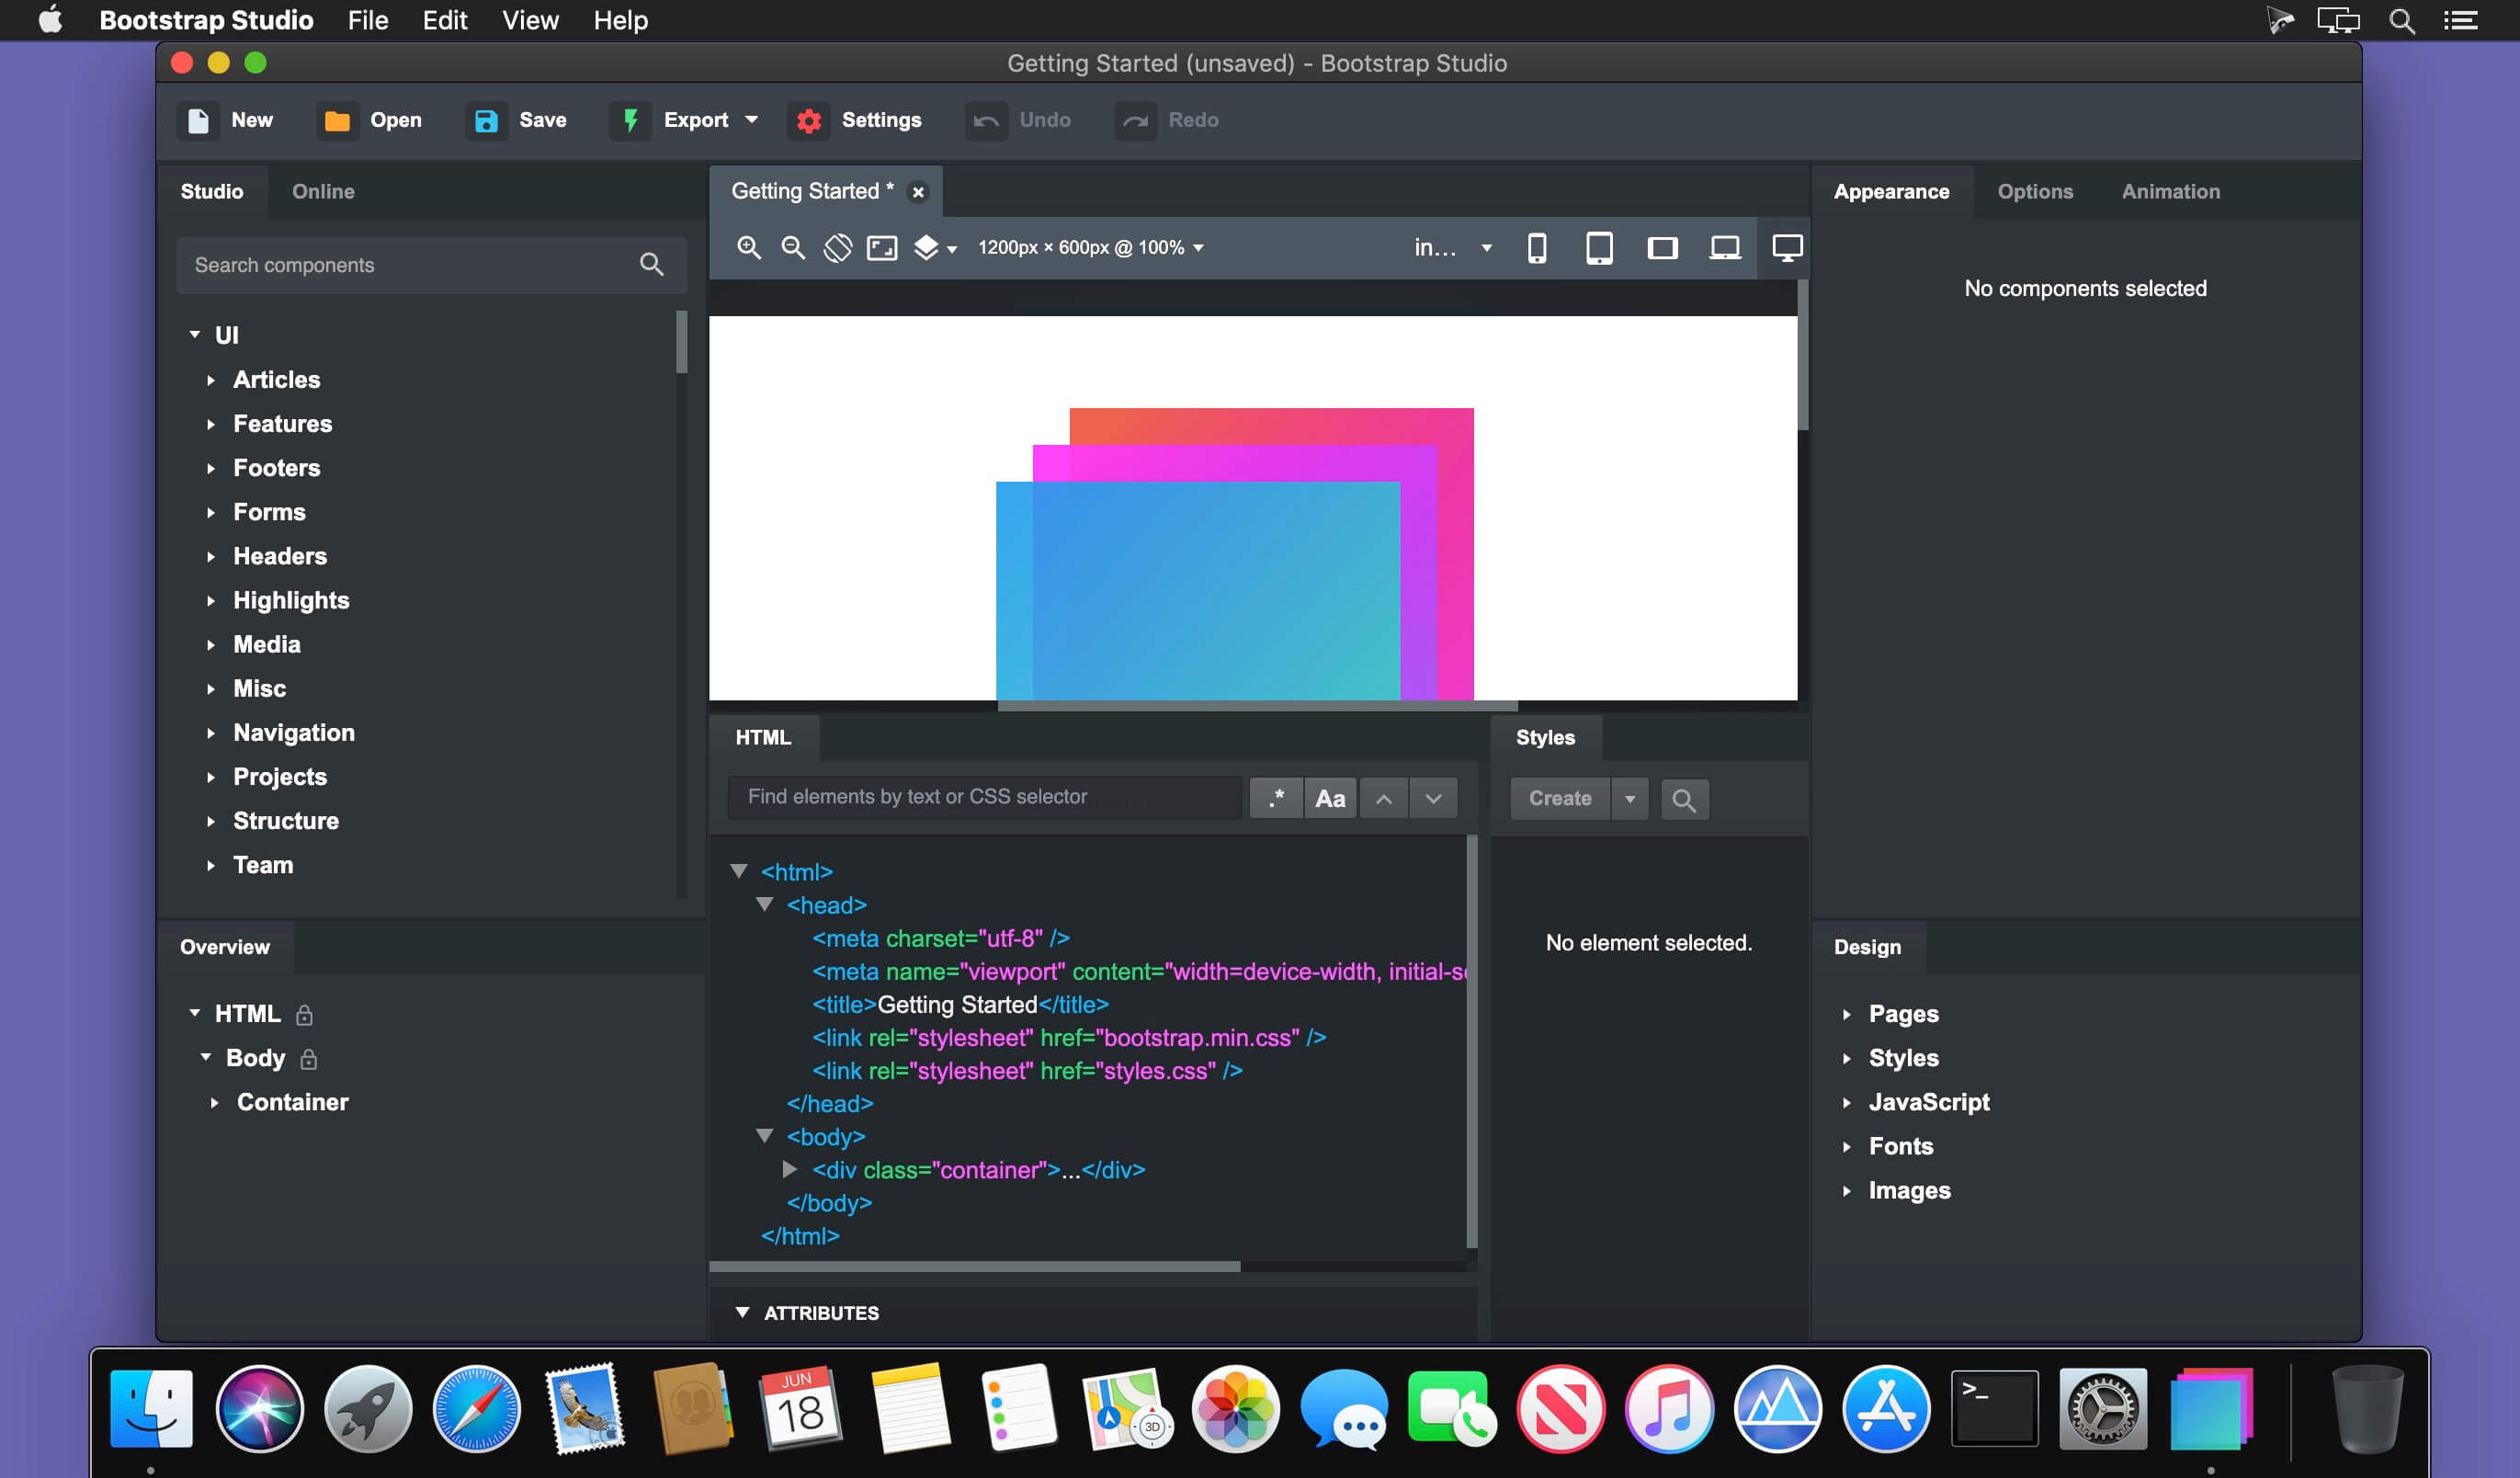 Bootstrap Studio File Edit View Help
Getting Started (unsaved) - Bootstrap Studio
New Open Save Export Settings Undo Redo
Studio Online
Search components
UI
Articles
Features
Footers
Forms
Headers
Highlights
Media
Misc
Navigation
Projects
Structure
Team
Overview
HTML
Body
Container
Getting Started *
1200px × 600px @ 100%
in...
HTML
Find elements by text or CSS selector
.* Aa
<html>
<head>
<meta charset="utf-8" />
<meta name="viewport" content="width=device-width, initial-s
<title>Getting Started</title>
<link rel="stylesheet" href="bootstrap.min.css" />
<link rel="stylesheet" href="styles.css" />
</head>
<body>
<div class="container">...</div>
</body>
</html>
ATTRIBUTES
Styles
Create
No element selected.
Appearance Options Animation
No components selected
Design
Pages
Styles
JavaScript
Fonts
Images
JUN
18
3D
>_